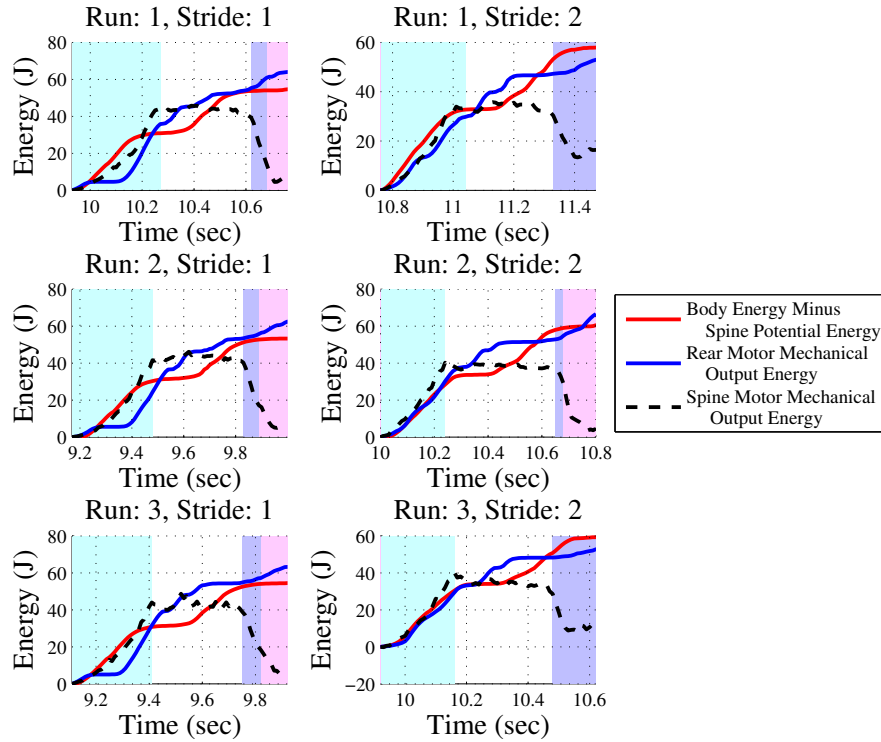 Run: 1, Stride: 1
Energy (J)
80
60
40
20
0
10
10.2
10.4
10.6
Time (sec)
Run: 1, Stride: 2
Energy (J)
60
40
20
0
10.8
11
11.2
11.4
Time (sec)
Run: 2, Stride: 1
Energy (J)
80
60
40
20
0
9.2
9.4
9.6
9.8
Time (sec)
Run: 2, Stride: 2
Energy (J)
80
60
40
20
0
10
10.2
10.4
10.6
10.8
Time (sec)
Body Energy Minus
Spine Potential Energy
Rear Motor Mechanical
Output Energy
Spine Motor Mechanical
Output Energy
Run: 3, Stride: 1
Energy (J)
80
60
40
20
0
9.2
9.4
9.6
9.8
Time (sec)
Run: 3, Stride: 2
Energy (J)
60
40
20
0
−20
10
10.2
10.4
10.6
Time (sec)